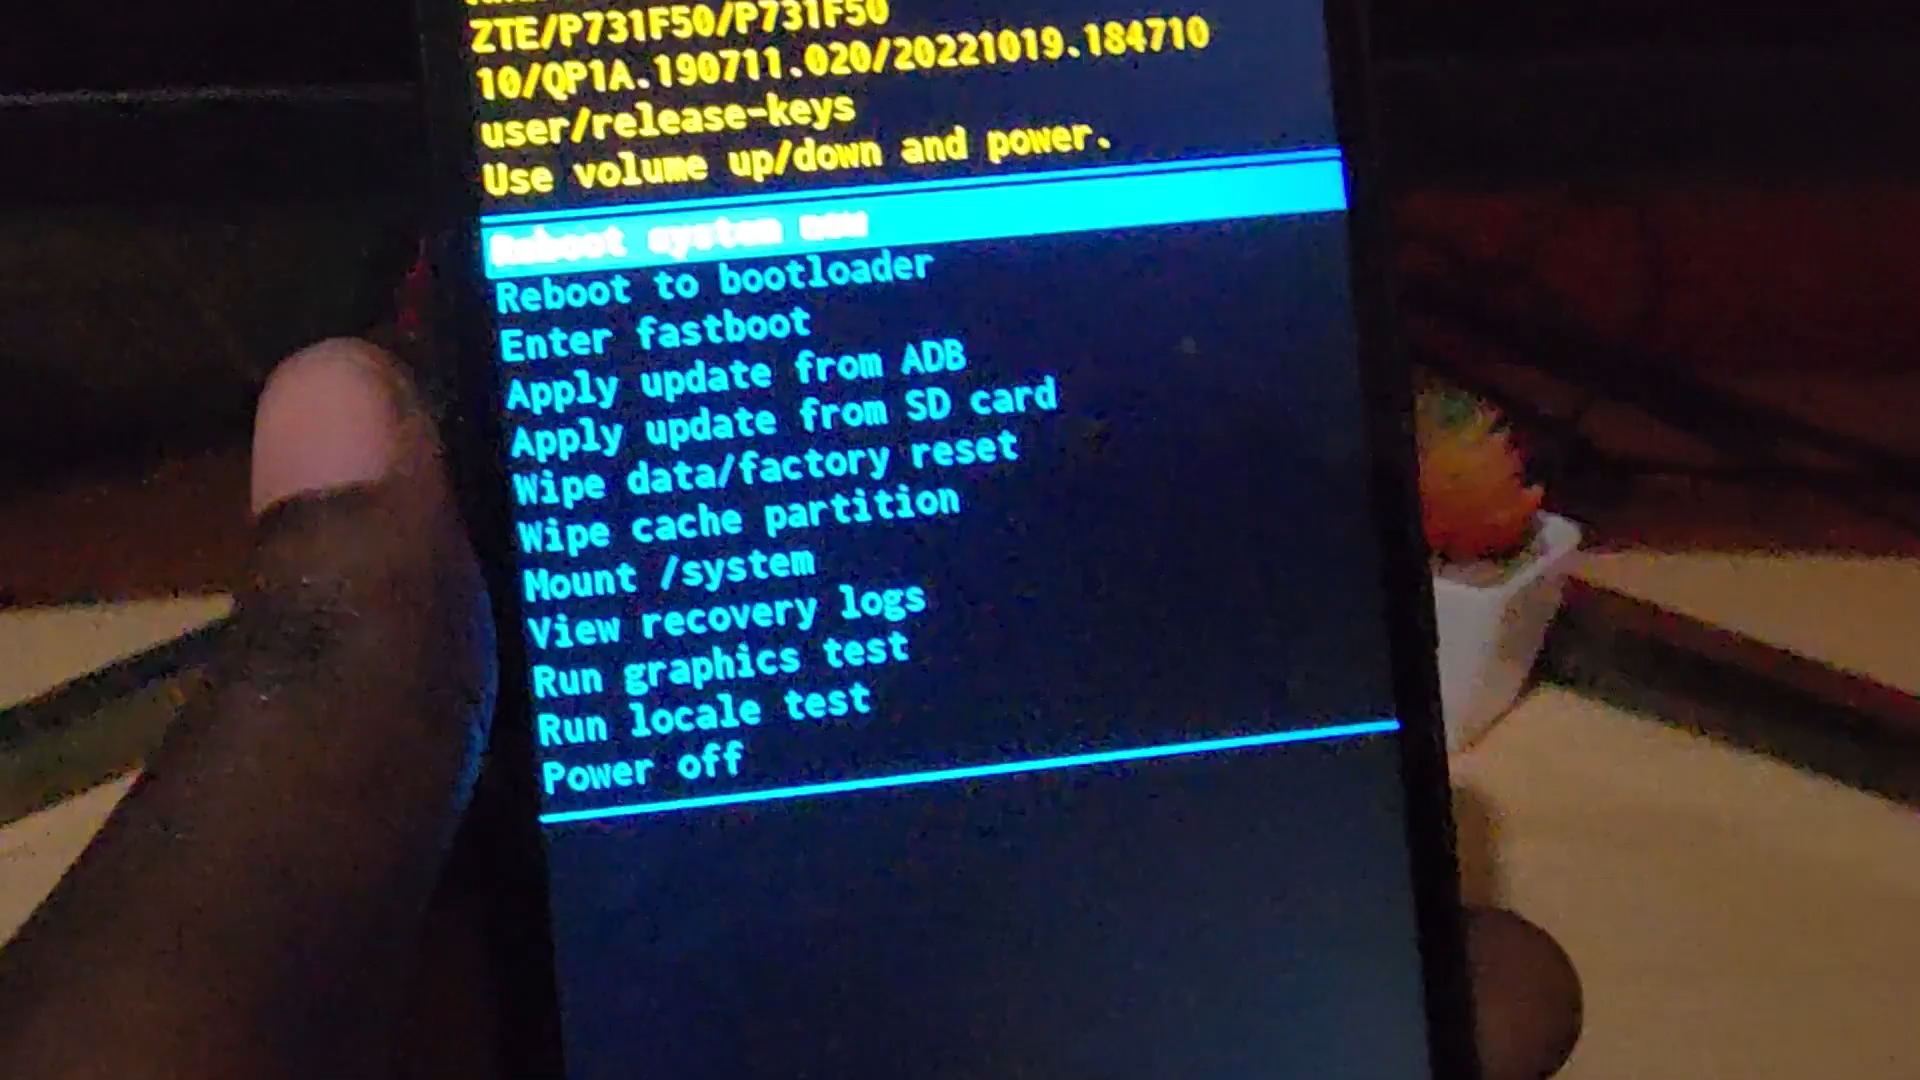 ZTE/P731F50/P731F50
10/QP1A.190711.020/20221019.184710
user/release-keys
Use volume up/down and power.
Reboot system now
Reboot to bootloader
Enter fastboot
Apply update from ADB
Apply update from SD card
Wipe data/factory reset
Wipe cache partition
Mount /system
View recovery logs
Run graphics test
Run locale test
Power off